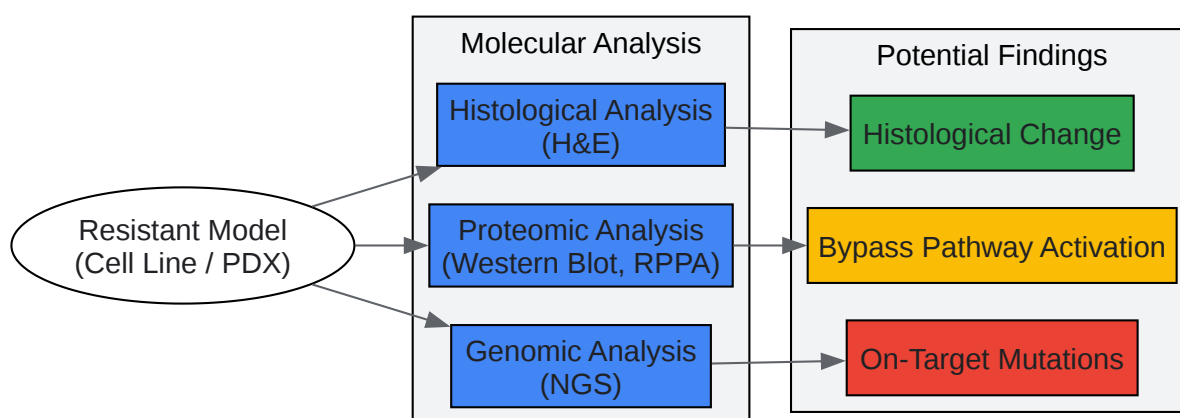 Molecular Analysis
Potential Findings
Histological Analysis
(H&E)
Histological Change
Resistant Model
(Cell Line / PDX)
Proteomic Analysis
(Western Blot, RPPA)
Bypass Pathway Activation
Genomic Analysis
(NGS)
On-Target Mutations